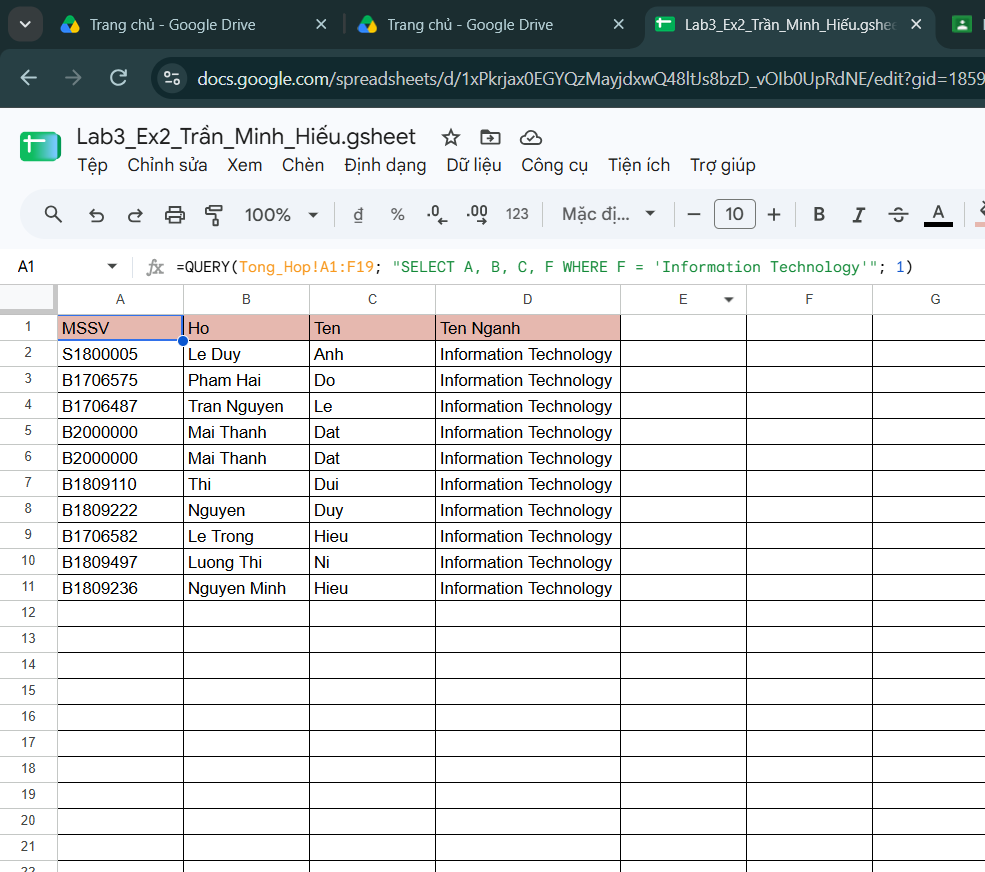 Trang chủ - Google Drive
Trang chủ - Google Drive
Lab3_Ex2_Trần_Minh_Hiếu.gshee
docs.google.com/spreadsheets/d/1xPkrjax0EGYQzMayjdxwQ48ltJs8bzD_vOIb0UpRdNE/edit?gid=1859
Lab3_Ex2_Trần_Minh_Hiếu.gsheet
Tệp Chỉnh sửa Xem Chèn Định dạng Dữ liệu Công cụ Tiện ích Trợ giúp
100% đ % .0 .00 123 Mặc đị... 10 B I A
A1 fx =QUERY(Tong_Hop!A1:F19; "SELECT A, B, C, F WHERE F = 'Information Technology'"; 1)
A B C D E F G
1 MSSV Ho Ten Ten Nganh
2 S1800005 Le Duy Anh Information Technology
3 B1706575 Pham Hai Do Information Technology
4 B1706487 Tran Nguyen Le Information Technology
5 B2000000 Mai Thanh Dat Information Technology
6 B2000000 Mai Thanh Dat Information Technology
7 B1809110 Thi Dui Information Technology
8 B1809222 Nguyen Duy Information Technology
9 B1706582 Le Trong Hieu Information Technology
10 B1809497 Luong Thi Ni Information Technology
11 B1809236 Nguyen Minh Hieu Information Technology
12
13
14
15
16
17
18
19
20
21
22